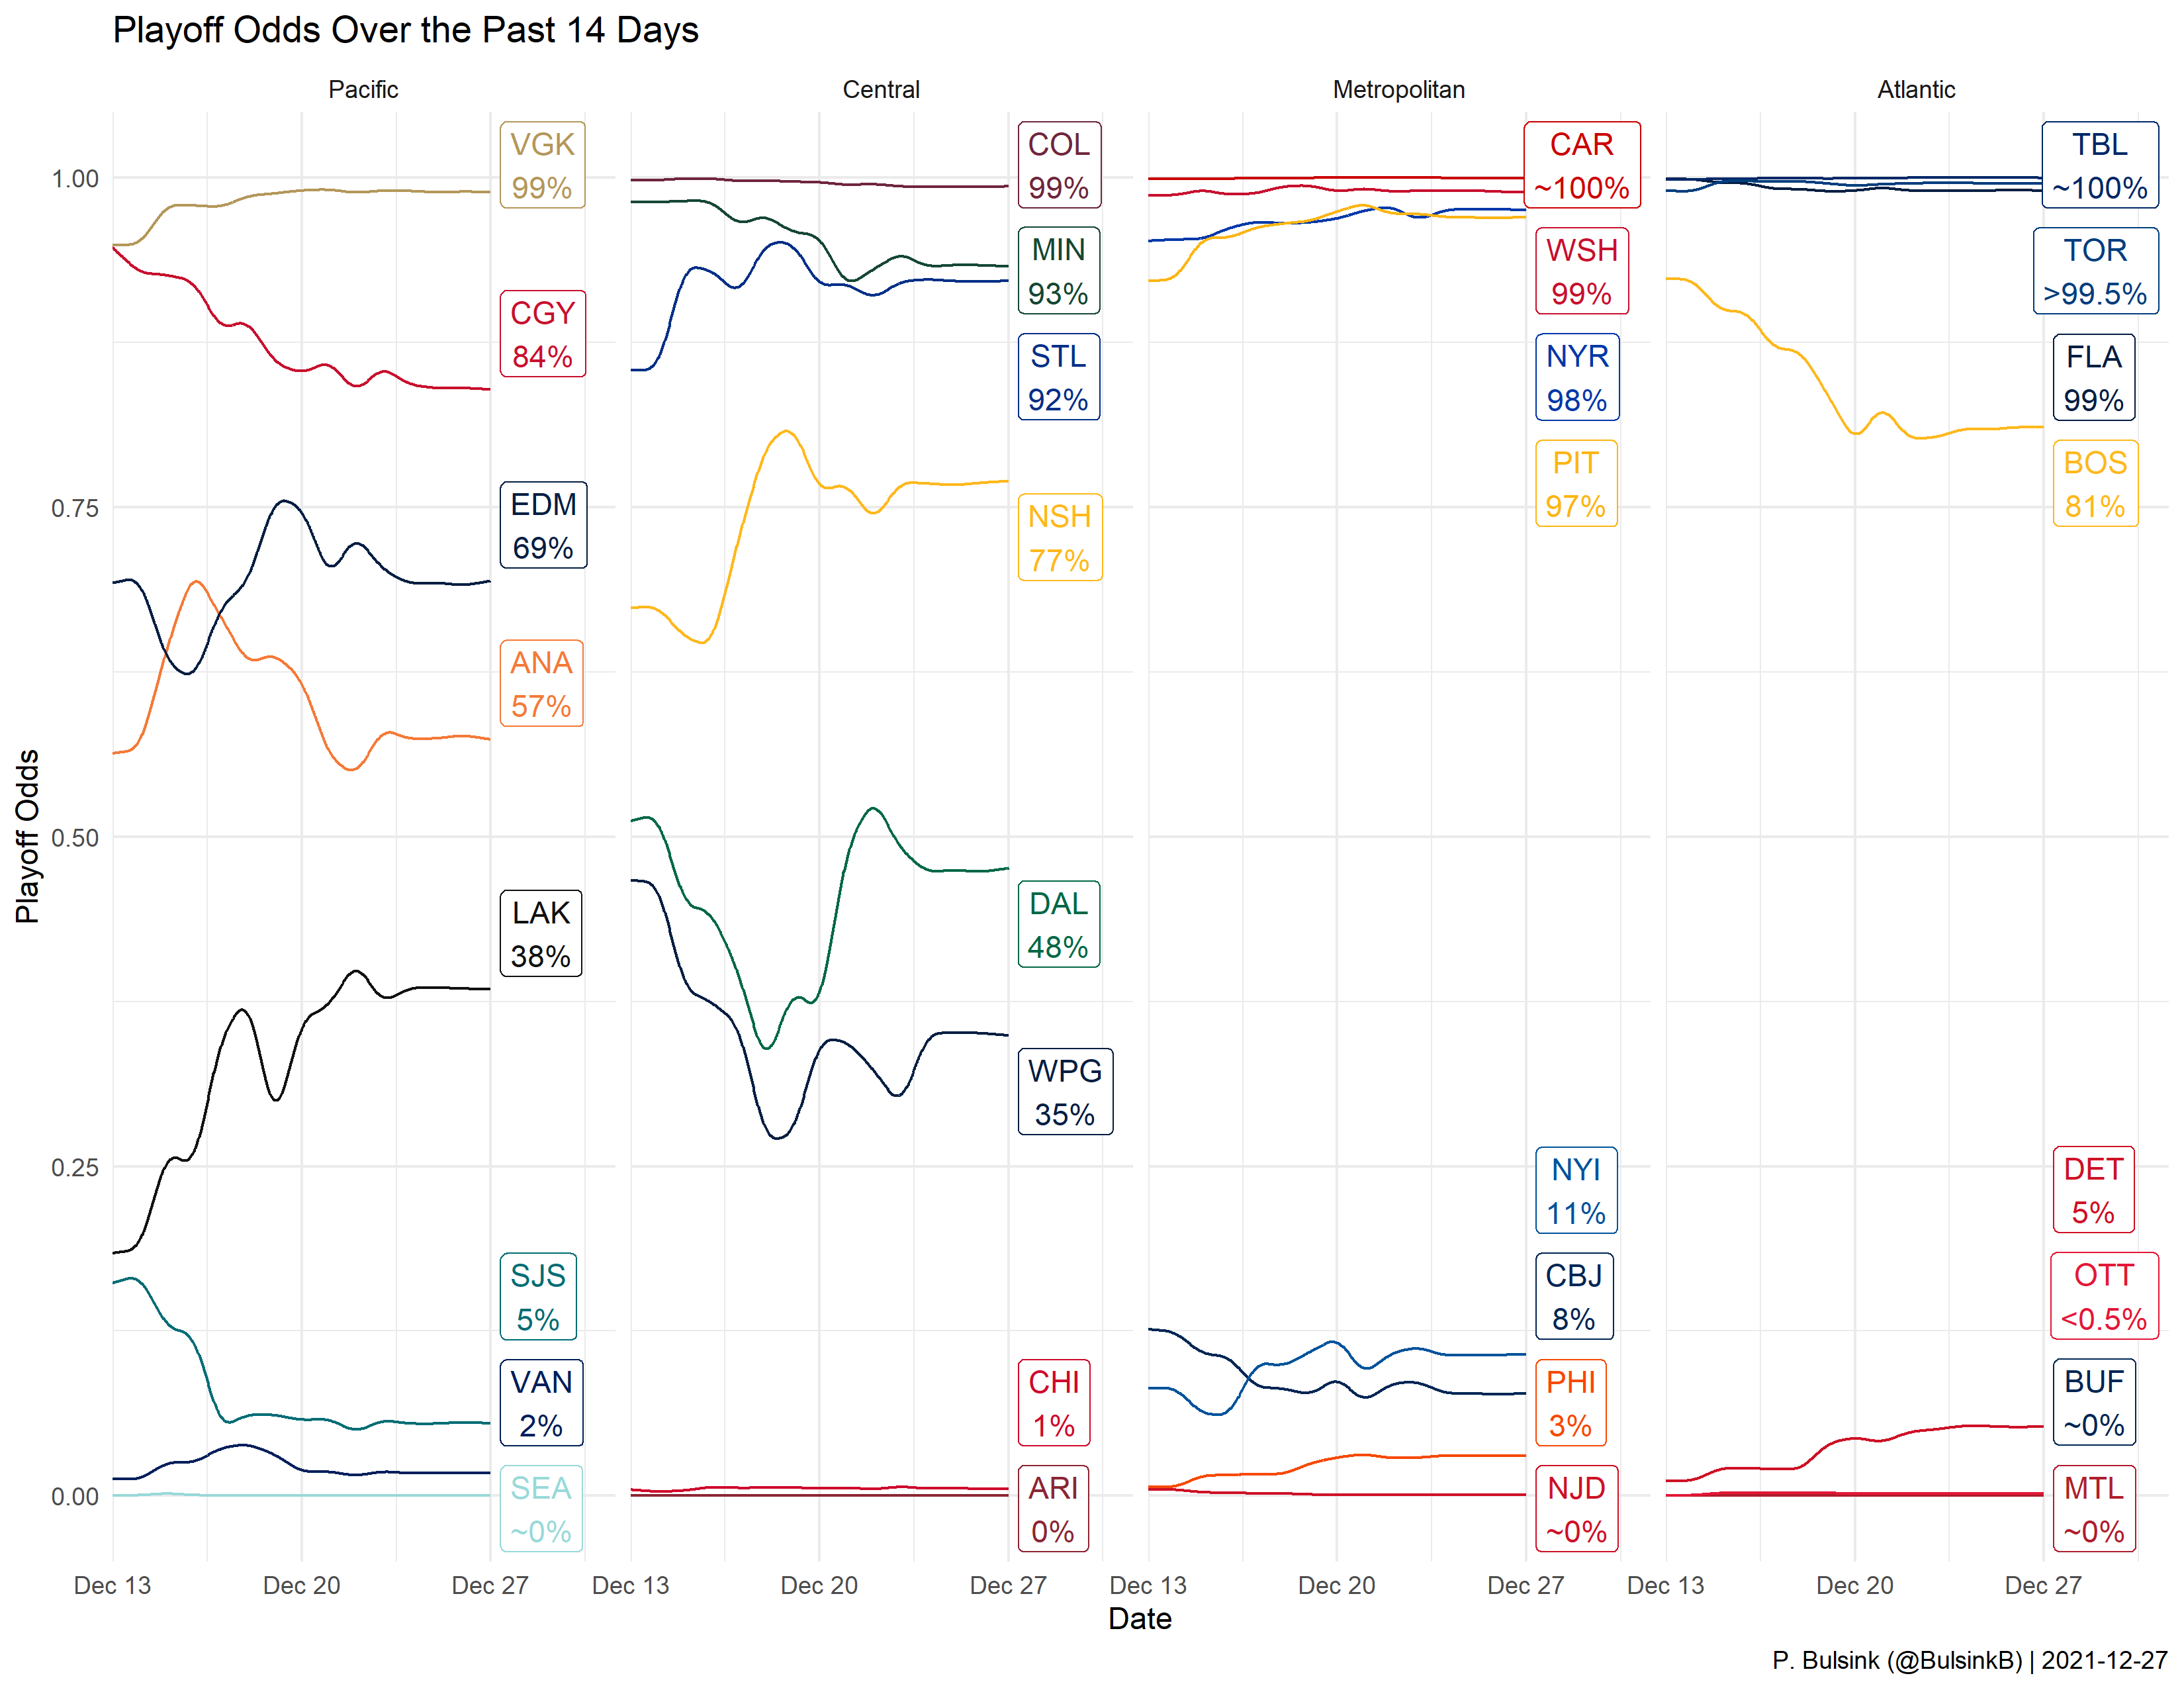 Playoff Odds Over the Past 14 Days
Pacific
Central
Metropolitan
Atlantic
Playoff Odds
1.00
0.75
0.50
0.25
0.00
VGK
99%
CGY
84%
EDM
69%
ANA
57%
LAK
38%
SJS
5%
VAN
2%
SEA
~0%
COL
99%
MIN
93%
STL
92%
NSH
77%
DAL
48%
WPG
35%
CHI
1%
ARI
0%
CAR
~100%
WSH
99%
NYR
98%
PIT
97%
NYI
11%
CBJ
8%
PHI
3%
NJD
~0%
TBL
~100%
TOR
>99.5%
FLA
99%
BOS
81%
DET
5%
OTT
<0.5%
BUF
~0%
MTL
~0%
Dec 13
Dec 20
Dec 27
Dec 13
Dec 20
Dec 27
Dec 13
Dec 20
Dec 27
Dec 13
Dec 20
Dec 27
Date
P. Bulsink (@BulsinkB) | 2021-12-27